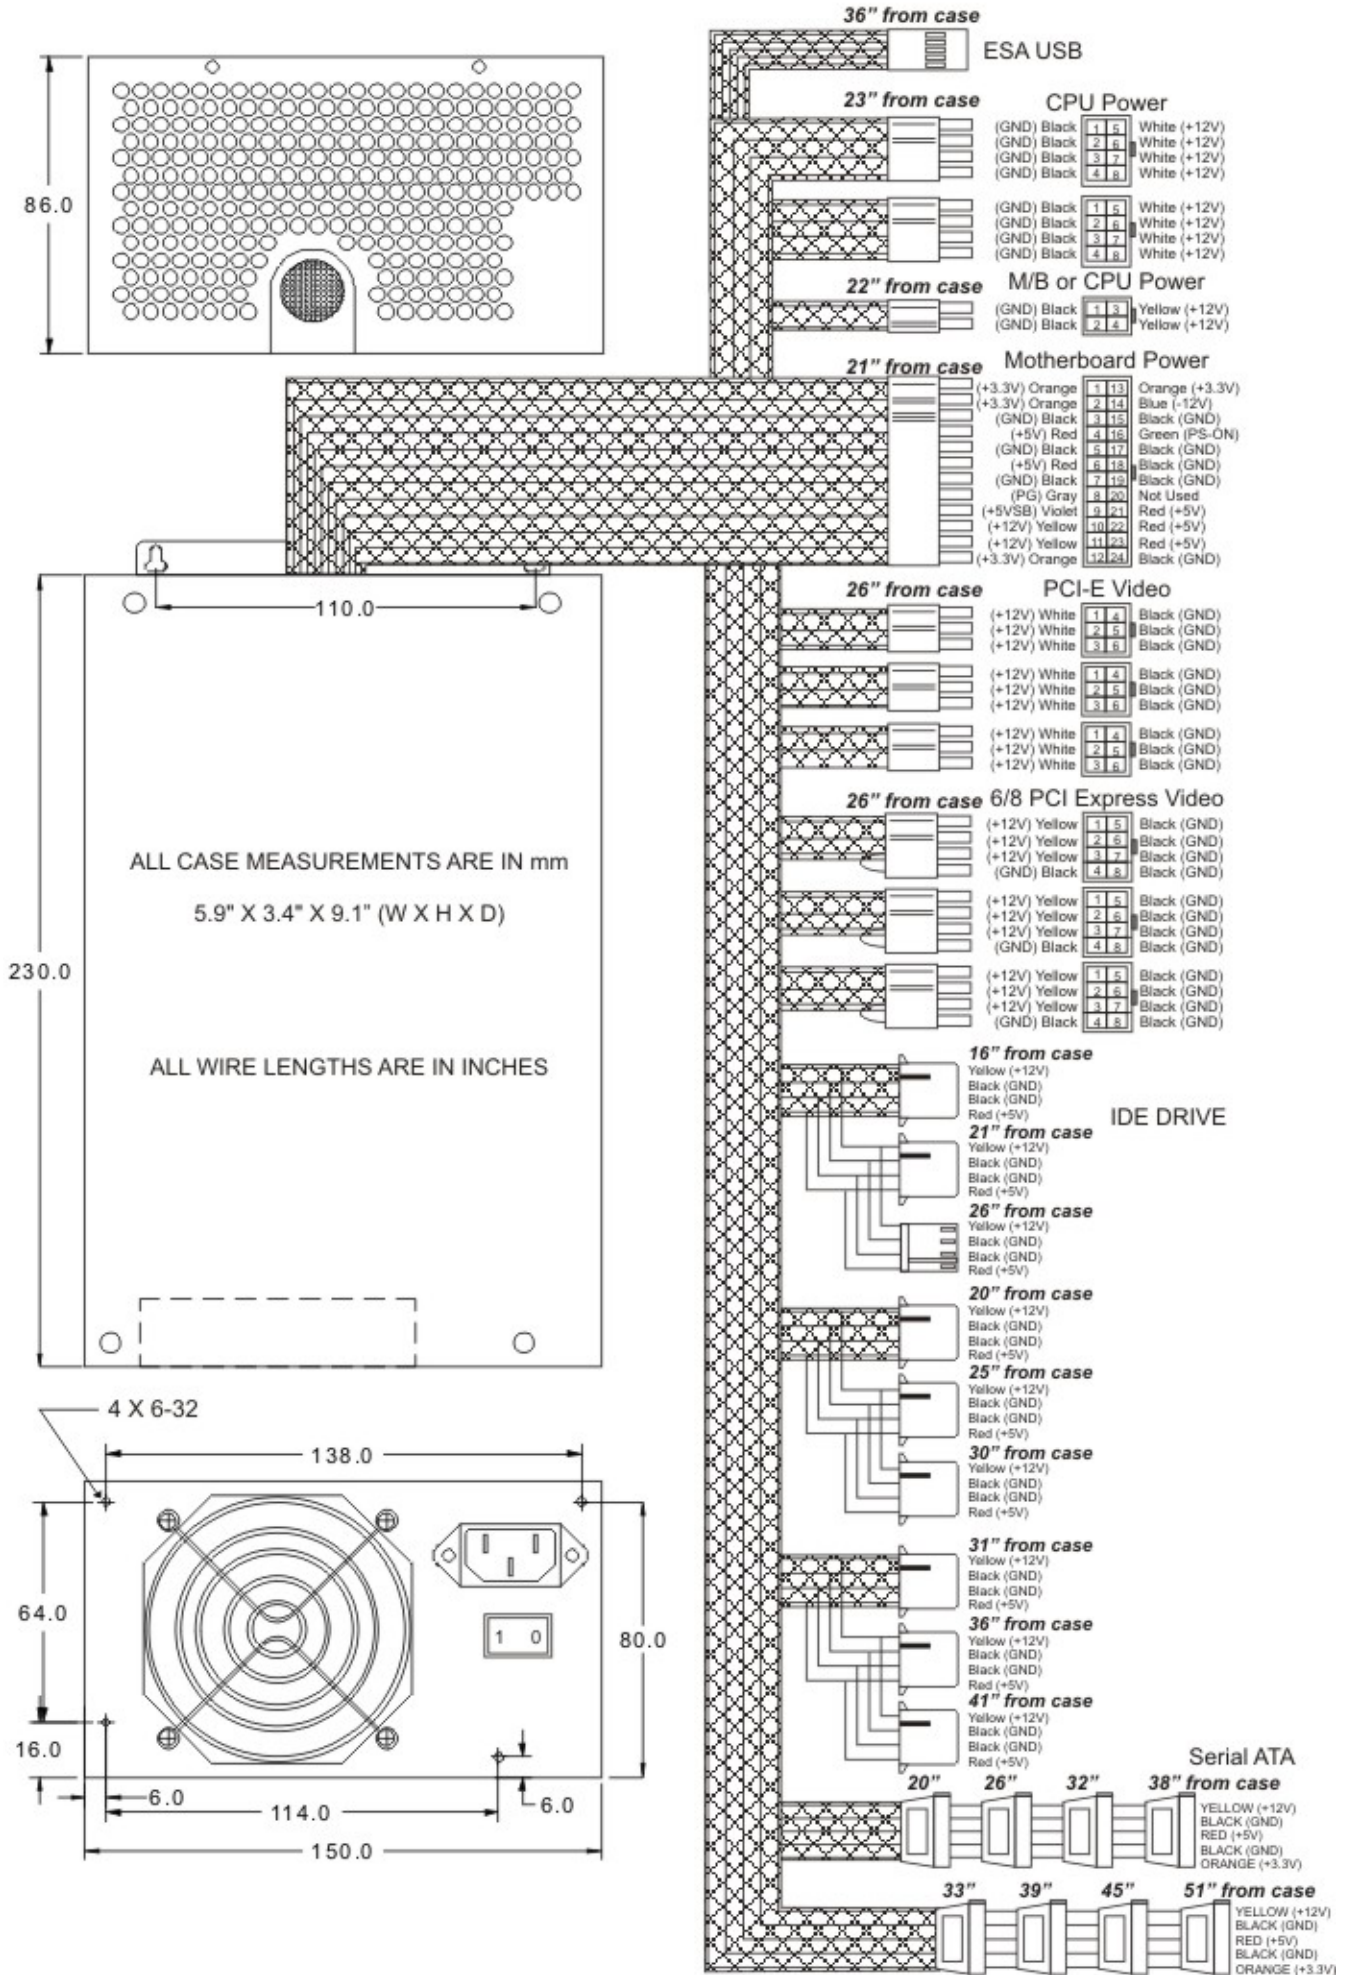 36” from case
ESA USB
86.0
23” from case
CPU Power
(GND) Black 1 5 White (+12V)
(GND) Black 2 6 White (+12V)
(GND) Black 3 7 White (+12V)
(GND) Black 4 8 White (+12V)
(GND) Black 1 5 White (+12V)
(GND) Black 2 6 White (+12V)
(GND) Black 3 7 White (+12V)
(GND) Black 4 8 White (+12V)
22” from case
M/B or CPU Power
(GND) Black 1 3 Yellow (+12V)
(GND) Black 2 4 Yellow (+12V)
21” from case
Motherboard Power
(+3.3V) Orange 1 13 Orange (+3.3V)
(+3.3V) Orange 2 14 Blue (-12V)
(GND) Black 3 15 Black (GND)
(+5V) Red 4 16 Green (PS-ON)
(GND) Black 5 17 Black (GND)
(+5V) Red 6 18 Black (GND)
(GND) Black 7 19 Black (GND)
(PG) Gray 8 20 Not Used
(+5VSB) Violet 9 21 Red (+5V)
(+12V) Yellow 10 22 Red (+5V)
(+12V) Yellow 11 23 Red (+5V)
(+3.3V) Orange 12 24 Black (GND)
110.0
230.0
ALL CASE MEASUREMENTS ARE IN mm
5.9" X 3.4" X 9.1” (W X H X D)
ALL WIRE LENGTHS ARE IN INCHES
26” from case
PCI-E Video
(+12V) White 1 4 Black (GND)
(+12V) White 2 5 Black (GND)
(+12V) White 3 6 Black (GND)
(+12V) White 1 4 Black (GND)
(+12V) White 2 5 Black (GND)
(+12V) White 3 6 Black (GND)
(+12V) White 1 4 Black (GND)
(+12V) White 2 5 Black (GND)
(+12V) White 3 6 Black (GND)
26” from case
6/8 PCI Express Video
(+12V) Yellow 1 5 Black (GND)
(+12V) Yellow 2 6 Black (GND)
(+12V) Yellow 3 7 Black (GND)
(GND) Black 4 8 Black (GND)
(+12V) Yellow 1 5 Black (GND)
(+12V) Yellow 2 6 Black (GND)
(+12V) Yellow 3 7 Black (GND)
(GND) Black 4 8 Black (GND)
(+12V) Yellow 1 5 Black (GND)
(+12V) Yellow 2 6 Black (GND)
(+12V) Yellow 3 7 Black (GND)
(GND) Black 4 8 Black (GND)
16” from case
Yellow (+12V)
Black (GND)
Black (GND)
Red (+5V)
IDE DRIVE
21” from case
Yellow (+12V)
Black (GND)
Black (GND)
Red (+5V)
26” from case
Yellow (+12V)
Black (GND)
Black (GND)
Red (+5V)
20” from case
Yellow (+12V)
Black (GND)
Black (GND)
Red (+5V)
25” from case
Yellow (+12V)
Black (GND)
Black (GND)
Red (+5V)
30” from case
Yellow (+12V)
Black (GND)
Black (GND)
Red (+5V)
31” from case
Yellow (+12V)
Black (GND)
Black (GND)
Red (+5V)
36” from case
Yellow (+12V)
Black (GND)
Black (GND)
Red (+5V)
41” from case
Yellow (+12V)
Black (GND)
Black (GND)
Red (+5V)
4 X 6-32
138.0
64.0
1 0
80.0
16.0
6.0
114.0
6.0
150.0
Serial ATA
20” 26” 32” 38” from case
YELLOW (+12V)
BLACK (GND)
RED (+5V)
BLACK (GND)
ORANGE (+3.3V)
33” 39” 45” 51” from case
YELLOW (+12V)
BLACK (GND)
RED (+5V)
BLACK (GND)
ORANGE (+3.3V)